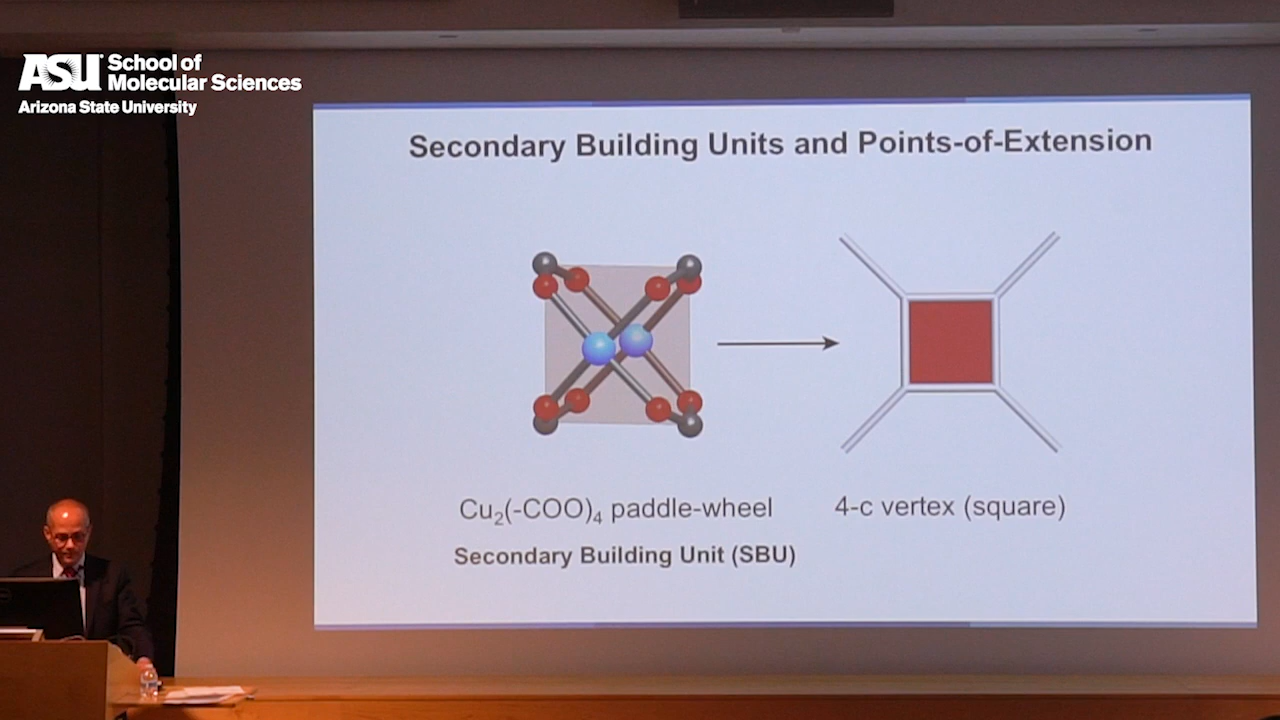 ASU School of
Molecular Sciences
Arizona State University
Secondary Building Units and Points-of-Extension
Cu₂(-COO)₄ paddle-wheel
4-c vertex (square)
Secondary Building Unit (SBU)